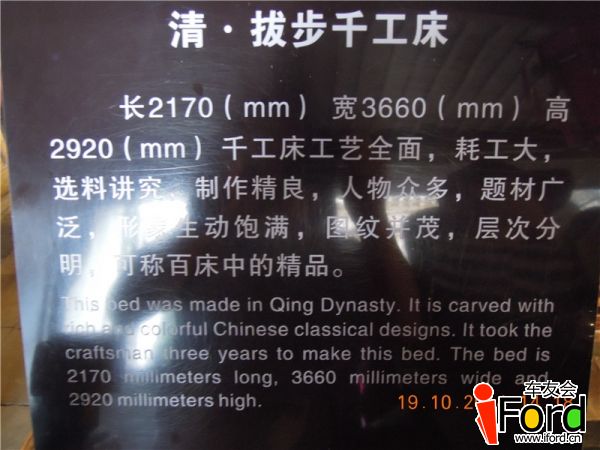 清·拔步千工床
长2170（mm） 宽3660（mm） 高
2920（mm） 千工床工艺全面，耗工大，
选料讲究、制作精良，人物众多，题材广
泛，形象生动饱满，图纹并茂，层次分
明，可称百床中的精品。
This bed was made in Qing Dynasty. It is carved with
rich and colorful Chinese classical designs. It took the
craftsman three years to make this bed. The bed is
2170 millimeters long, 3660 millimeters wide and
2920 millimeters high.
19.10.2
车友会
iFord
www.iford.cn